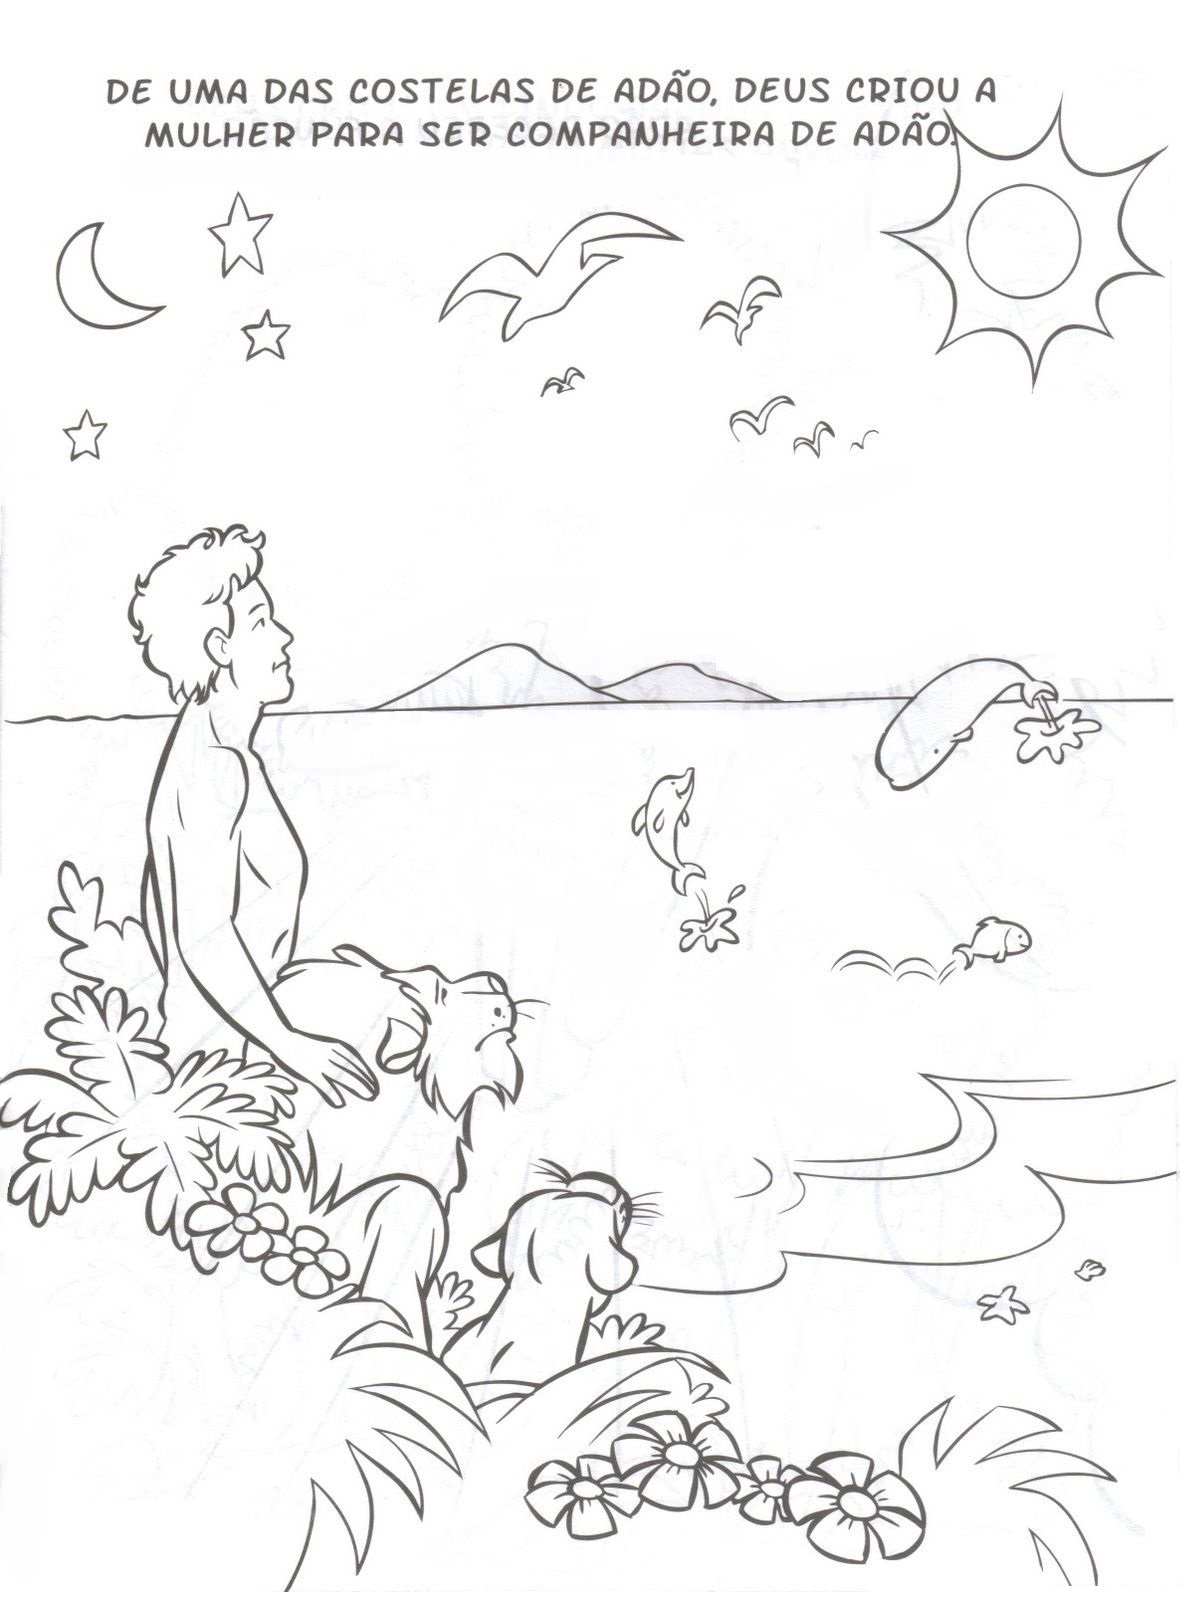 DE UMA DAS COSTELAS DE ADÃO, DEUS CRIOU A
MULHER PARA SER COMPANHEIRA DE ADÃO.